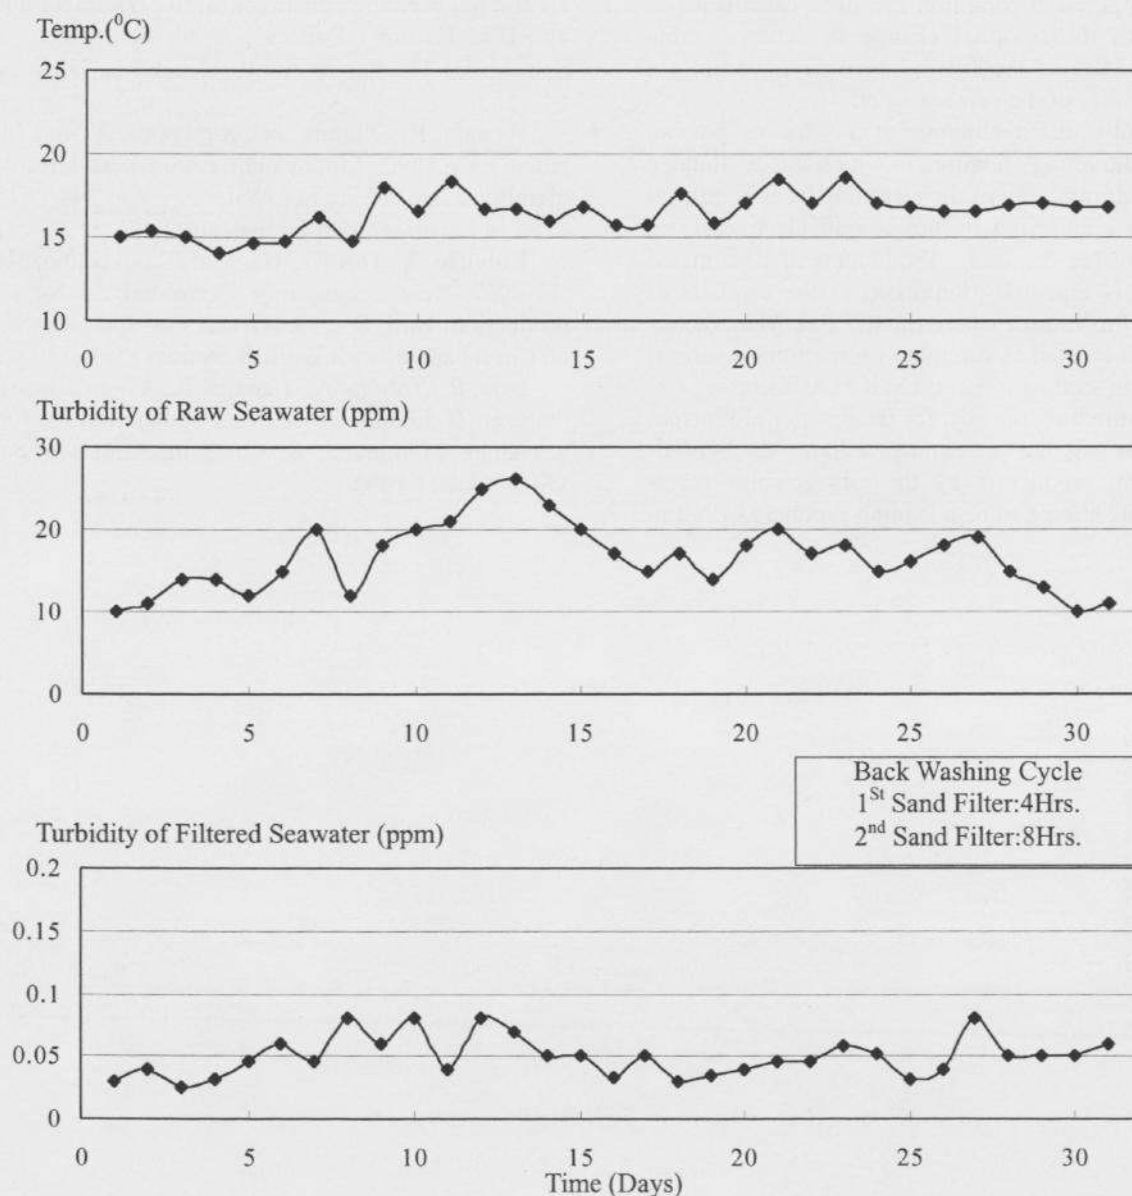 Temp.(⁰C)
25
20
15
10
0 5 10 15 20 25 30
Turbidity of Raw Seawater (ppm)
30
20
10
0
0 5 10 15 20 25 30
Back Washing Cycle
1St Sand Filter:4Hrs.
2nd Sand Filter:8Hrs.
Turbidity of Filtered Seawater (ppm)
0.2
0.15
0.1
0.05
0
0 5 10 15 20 25 30
Time (Days)